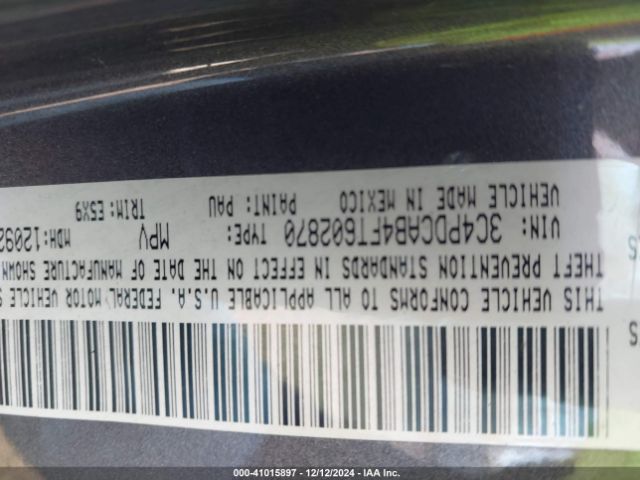 THIS VEHICLE CONFORMS TO ALL APPLICABLE U.S.A. FEDERAL MOTOR VEHICLE S
THEFT PREVENTION STANDARDS IN EFFECT ON THE DATE OF MANUFACTURE SHOWN
VIN: 3C4PDCAB4FT602870 TYPE: MPV MDH: 12092
VEHICLE MADE IN MEXICO PAINT: PAU TRIM: E5X9
000-41015897 - 12/12/2024 - IAA Inc.